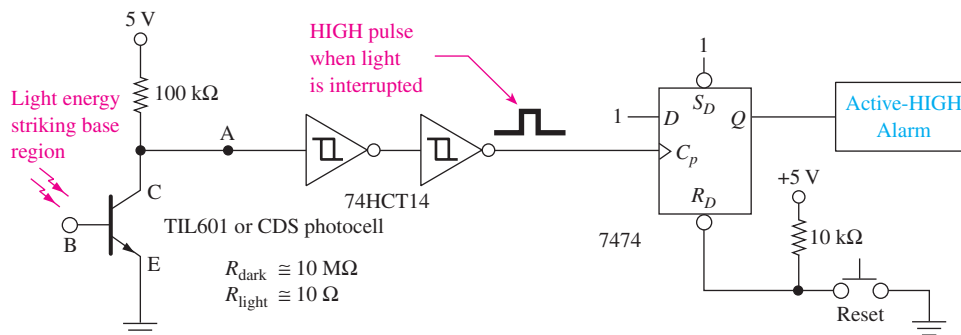 5 V
100 kΩ
Light energy
striking base
region
A
C
B
E
TIL601 or CDS photocell
R_dark ≅ 10 MΩ
R_light ≅ 10 Ω
74HCT14
HIGH pulse
when light
is interrupted
1
S_D
1
D
Q
C_p
R_D
7474
Active-HIGH
Alarm
+5 V
10 kΩ
Reset